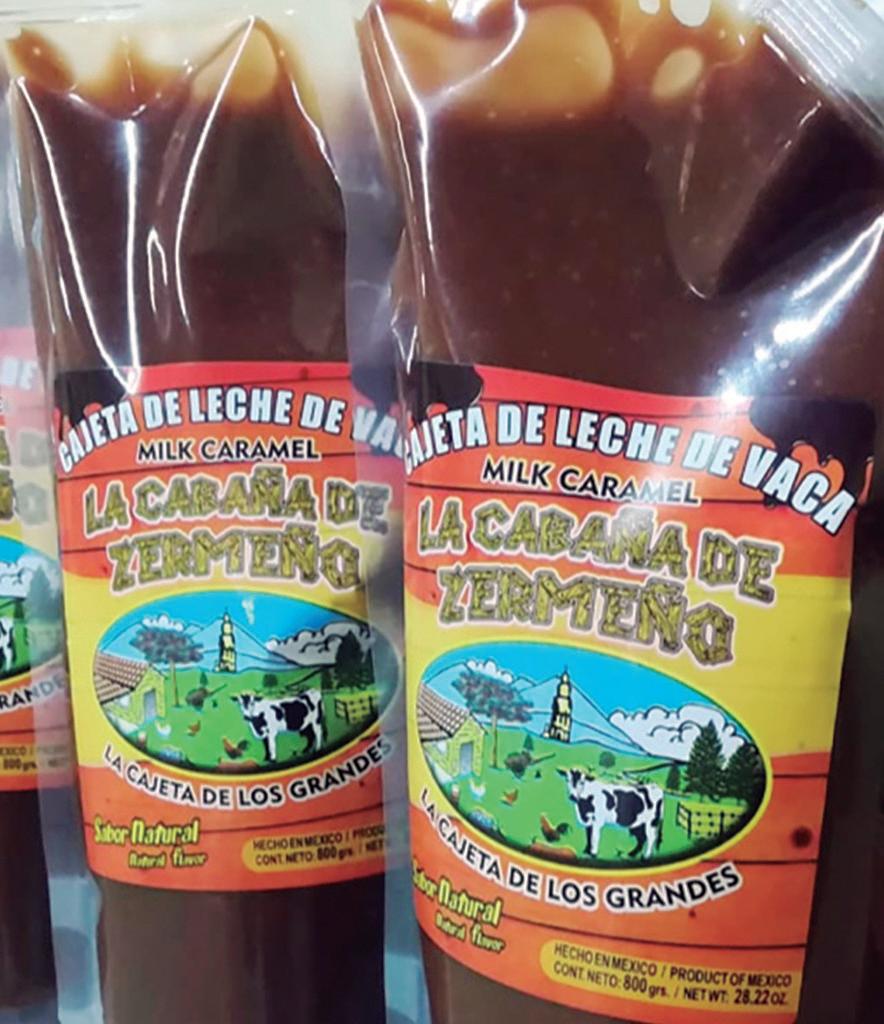 CAJETA DE LECHE DE VA
MILK CARAMEL
LA CABAÑA DE
ZERMEÑO
LA CAJETA DE LOS GRANDES
Sabor Natural
Natural flavor
HECHO EN MEXICO / PRODU
CONT. NETO: 800 grs. / NET
CAJETA DE LECHE DE VACA
MILK CARAMEL
LA CABAÑA DE
ZERMEÑO
LA CAJETA DE LOS GRANDES
Sabor Natural
Natural flavor
HECHO EN MEXICO / PRODUCT OF MEXICO
CONT. NETO: 800 grs. / NET WT: 28.22 oz.